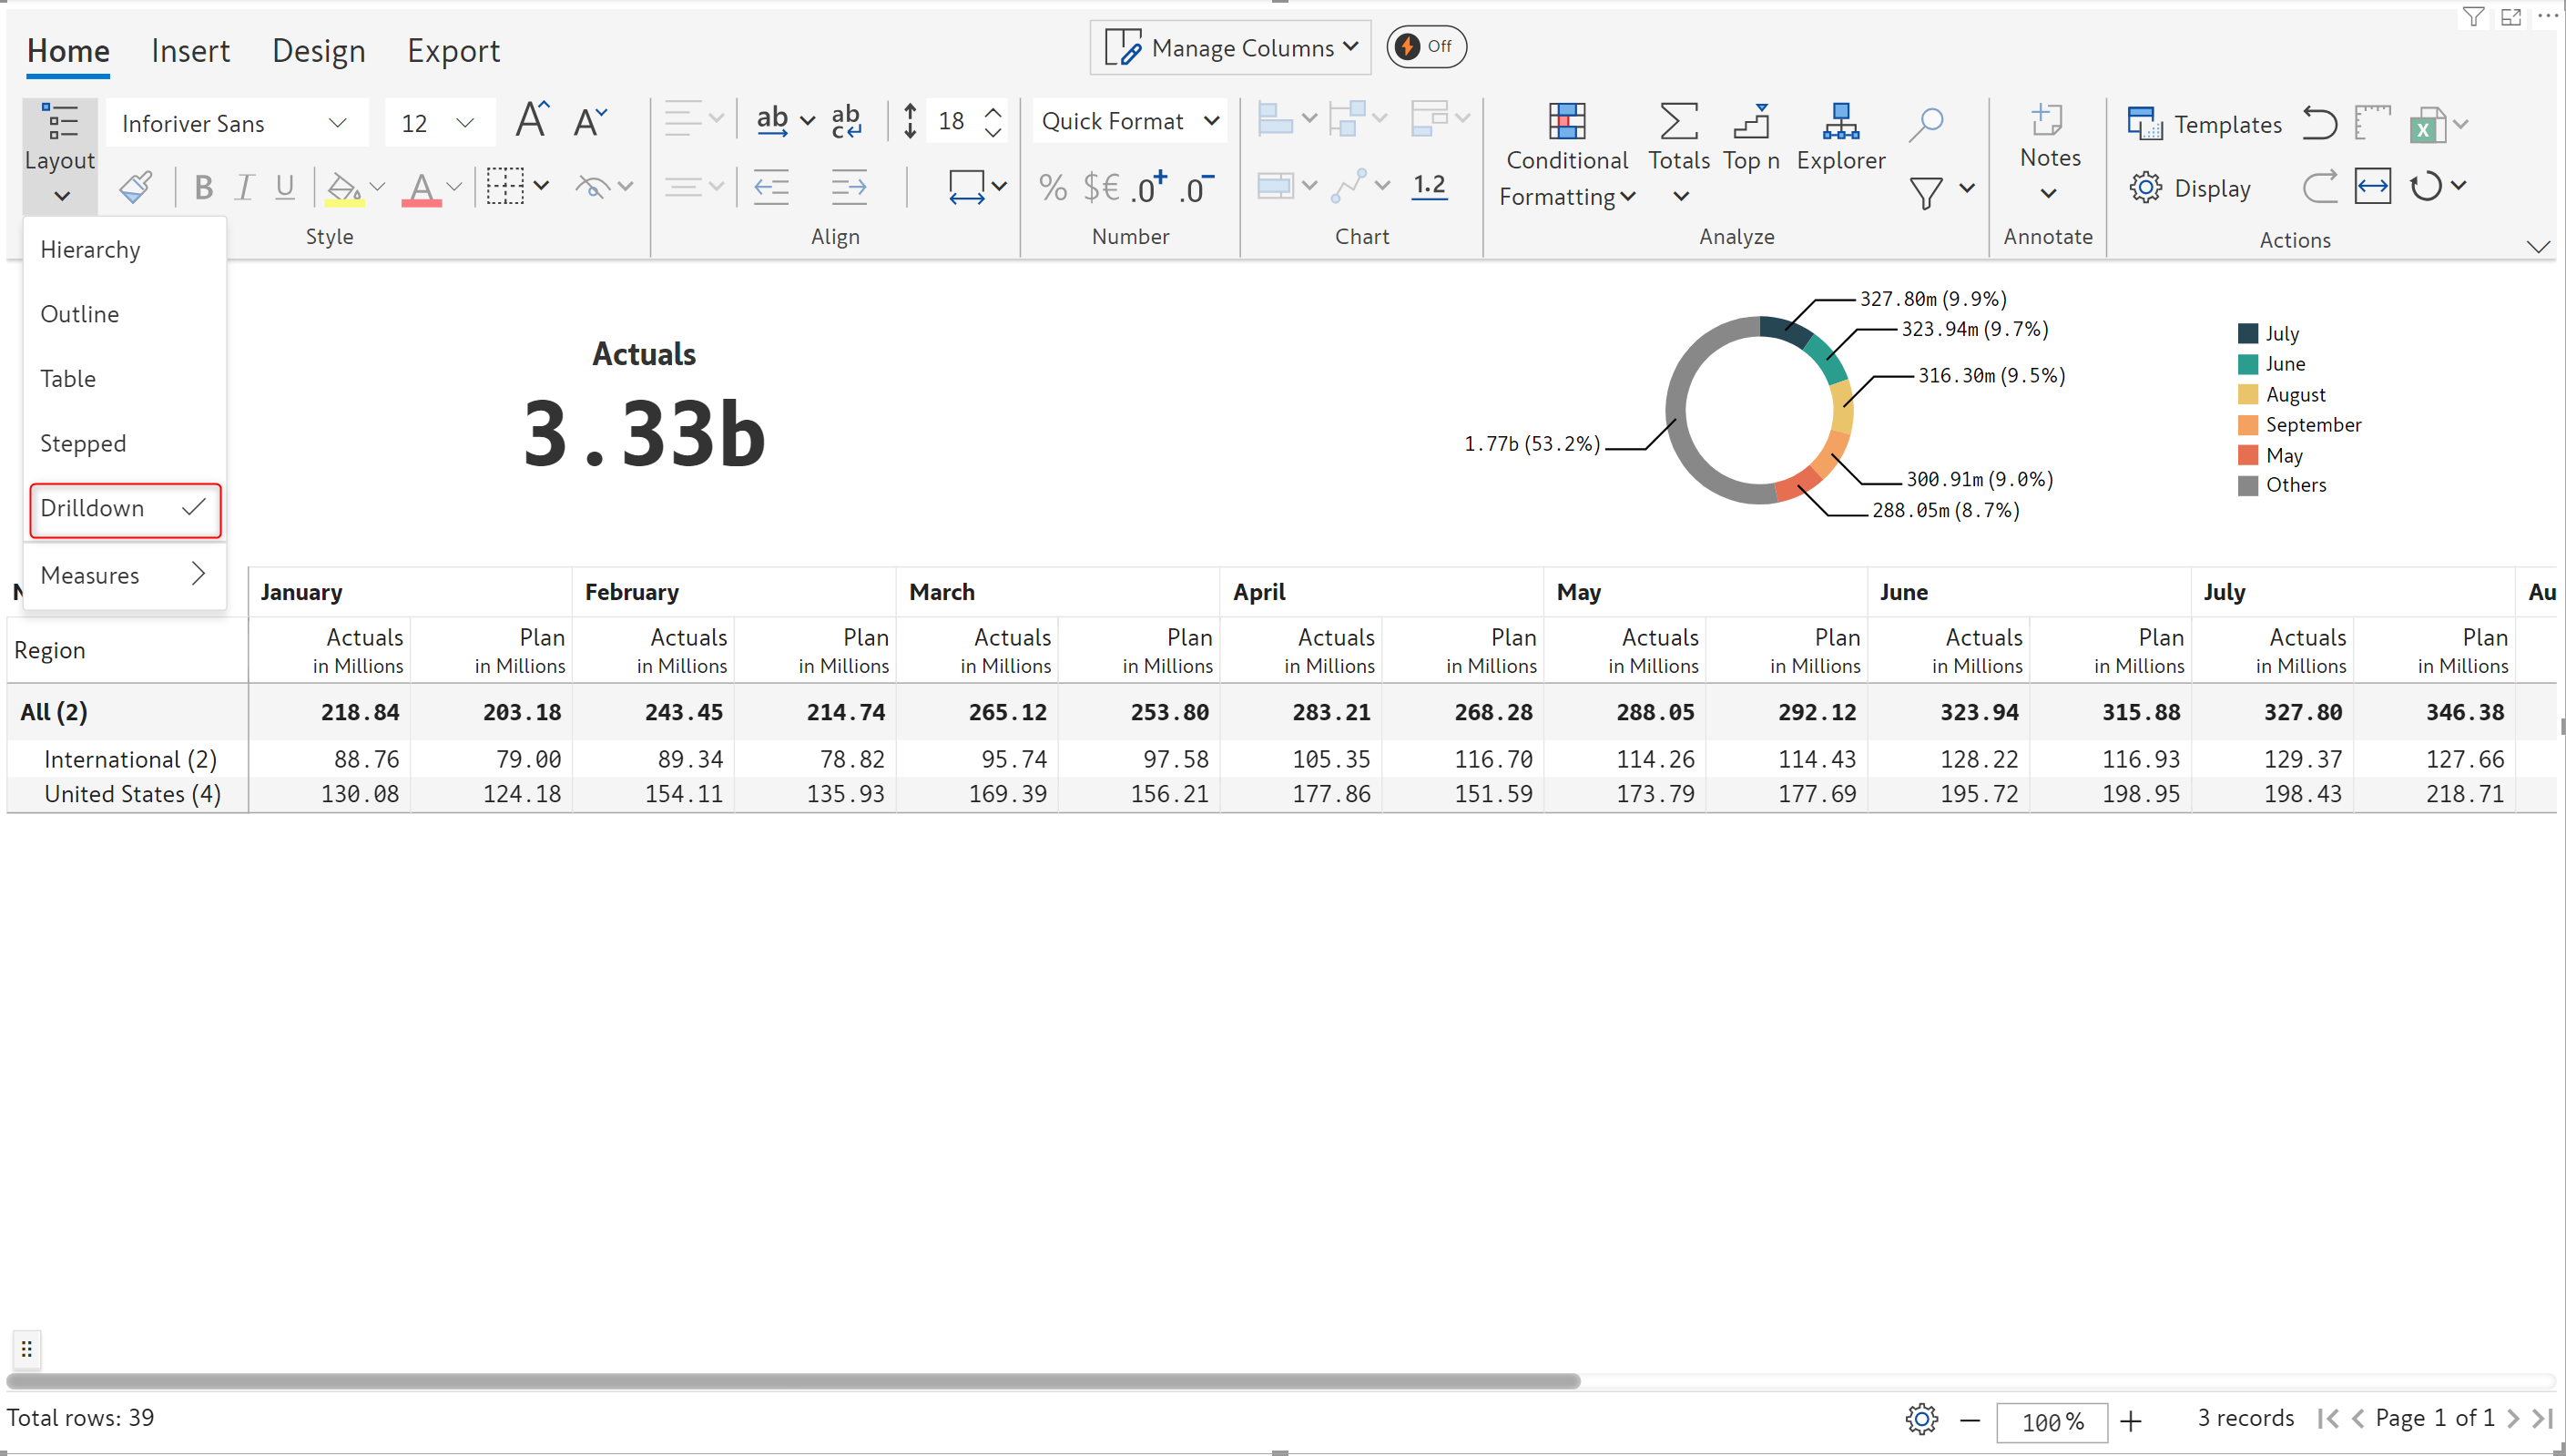 Home Insert Design Export
Manage Columns
Off
Layout
Inforiver Sans
12
A A
ab
ab
c
18
Quick Format
Conditional
Formatting
Totals
Top n
Explorer
Notes
Templates
B I U
A
% $€ .0+ .0-
1.2
Display
Style
Align
Number
Chart
Analyze
Annotate
Actions
Hierarchy
Outline
Table
Stepped
Drilldown
Measures
Actuals
3.33b
327.80m (9.9%)
323.94m (9.7%)
316.30m (9.5%)
1.77b (53.2%)
300.91m (9.0%)
288.05m (8.7%)
July
June
August
September
May
Others
January February March April May June July Au
Region Actuals Plan Actuals Plan Actuals Plan Actuals Plan Actuals Plan Actuals Plan Actuals Plan
in Millions in Millions in Millions in Millions in Millions in Millions in Millions in Millions in Millions in Millions in Millions in Millions in Millions in Millions
All (2) 218.84 203.18 243.45 214.74 265.12 253.80 283.21 268.28 288.05 292.12 323.94 315.88 327.80 346.38
International (2) 88.76 79.00 89.34 78.82 95.74 97.58 105.35 116.70 114.26 114.43 128.22 116.93 129.37 127.66
United States (4) 130.08 124.18 154.11 135.93 169.39 156.21 177.86 151.59 173.79 177.69 195.72 198.95 198.43 218.71
Total rows: 39
100%
3 records
Page 1 of 1